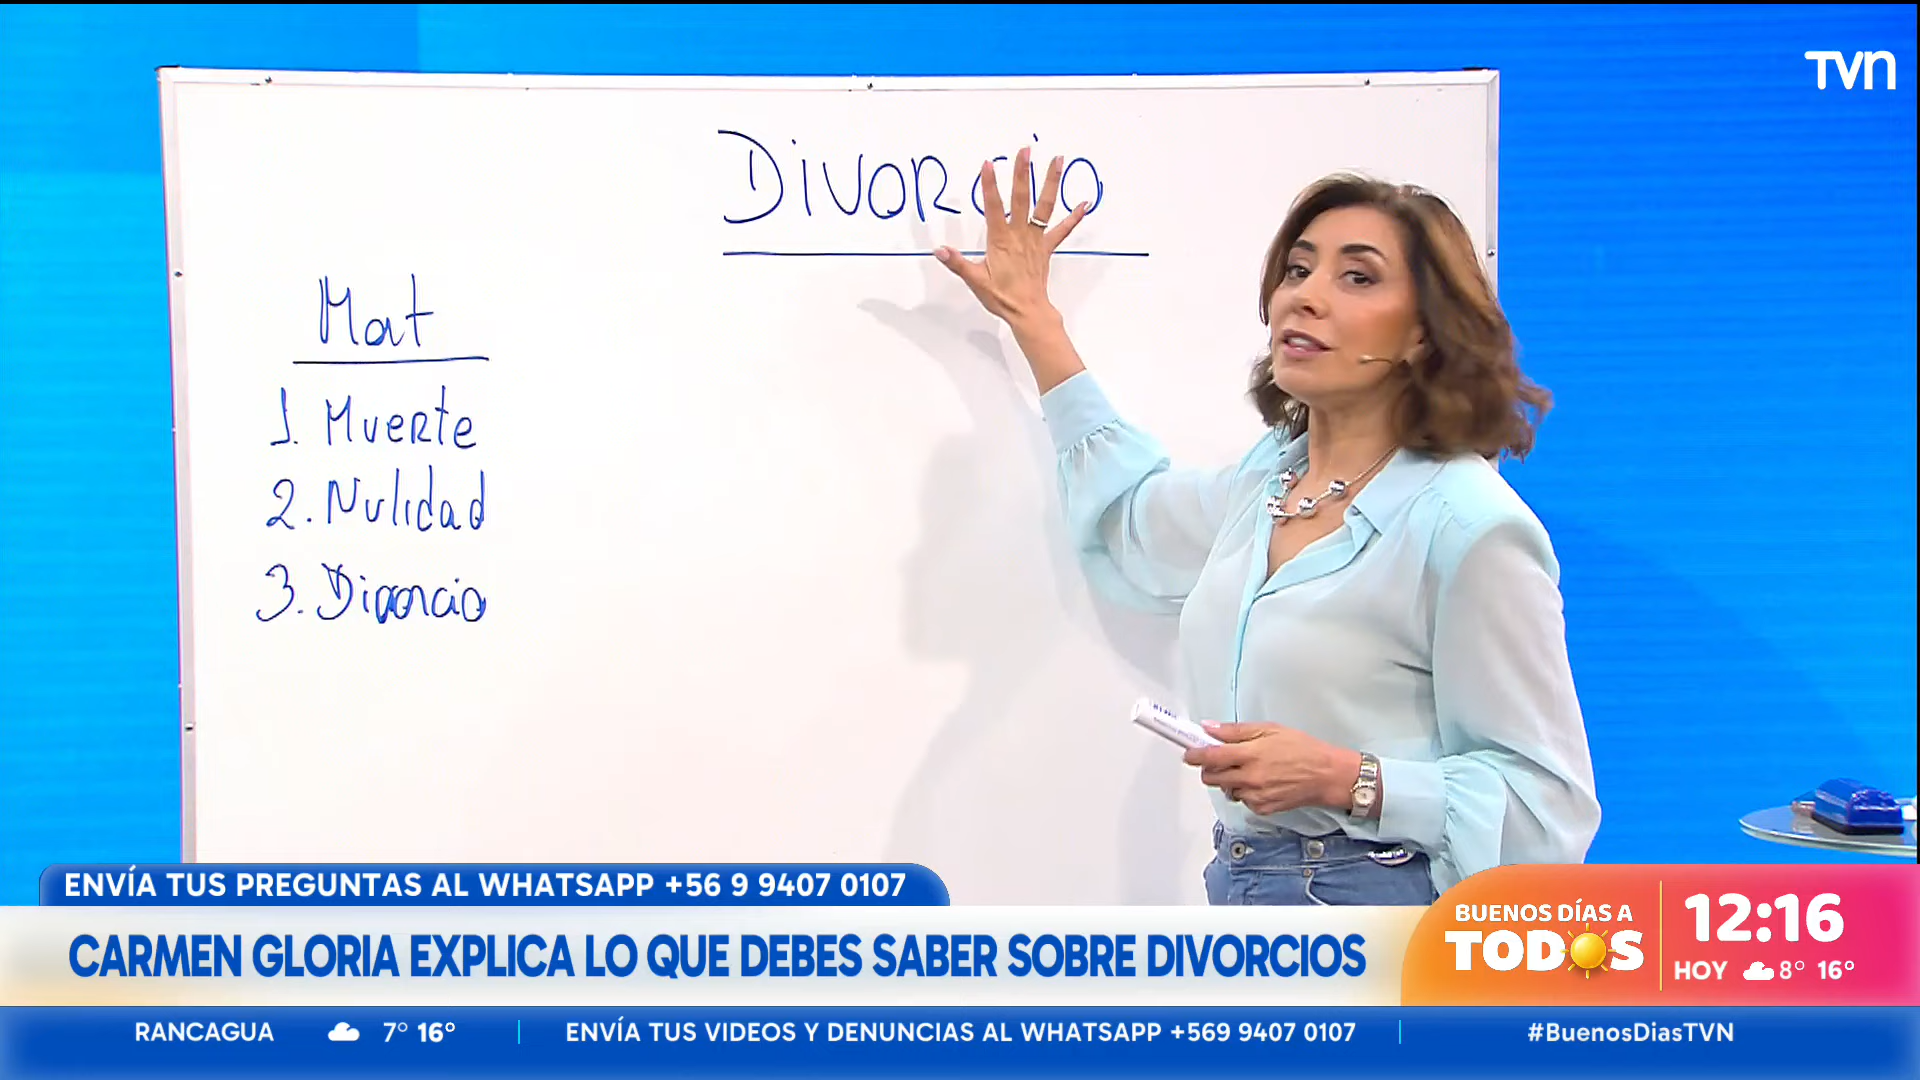 TVN
DIVORCIO
Mat
1. Muerte
2. Nulidad
3. Divorcio
ENVÍA TUS PREGUNTAS AL WHATSAPP +56 9 9407 0107
CARMEN GLORIA EXPLICA LO QUE DEBES SABER SOBRE DIVORCIOS
BUENOS DÍAS A
TODOS
12:16
HOY 8° 16°
RANCAGUA 7° 16° ENVÍA TUS VIDEOS Y DENUNCIAS AL WHATSAPP +569 9407 0107 #BuenosDiasTVN